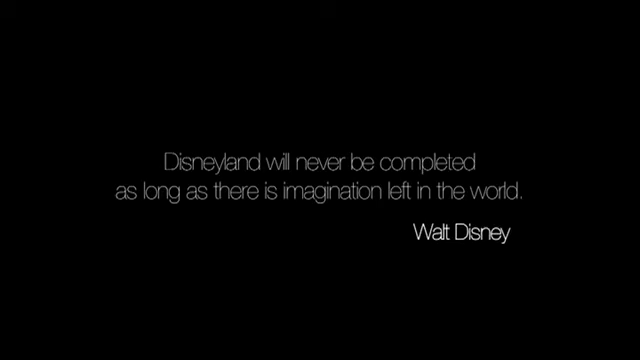 Disneyland will never be completed
as long as there is imagination left in the world.
Walt Disney